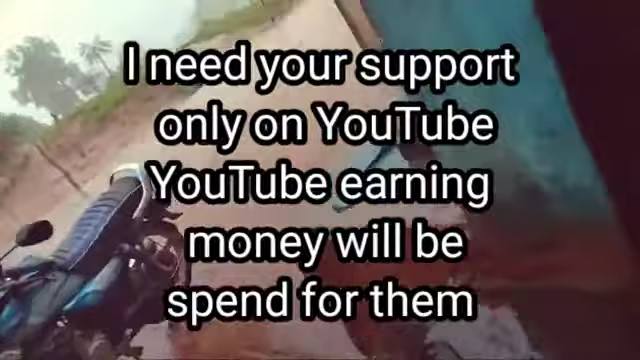 I need your support
only on YouTube
YouTube earning
money will be
spend for them